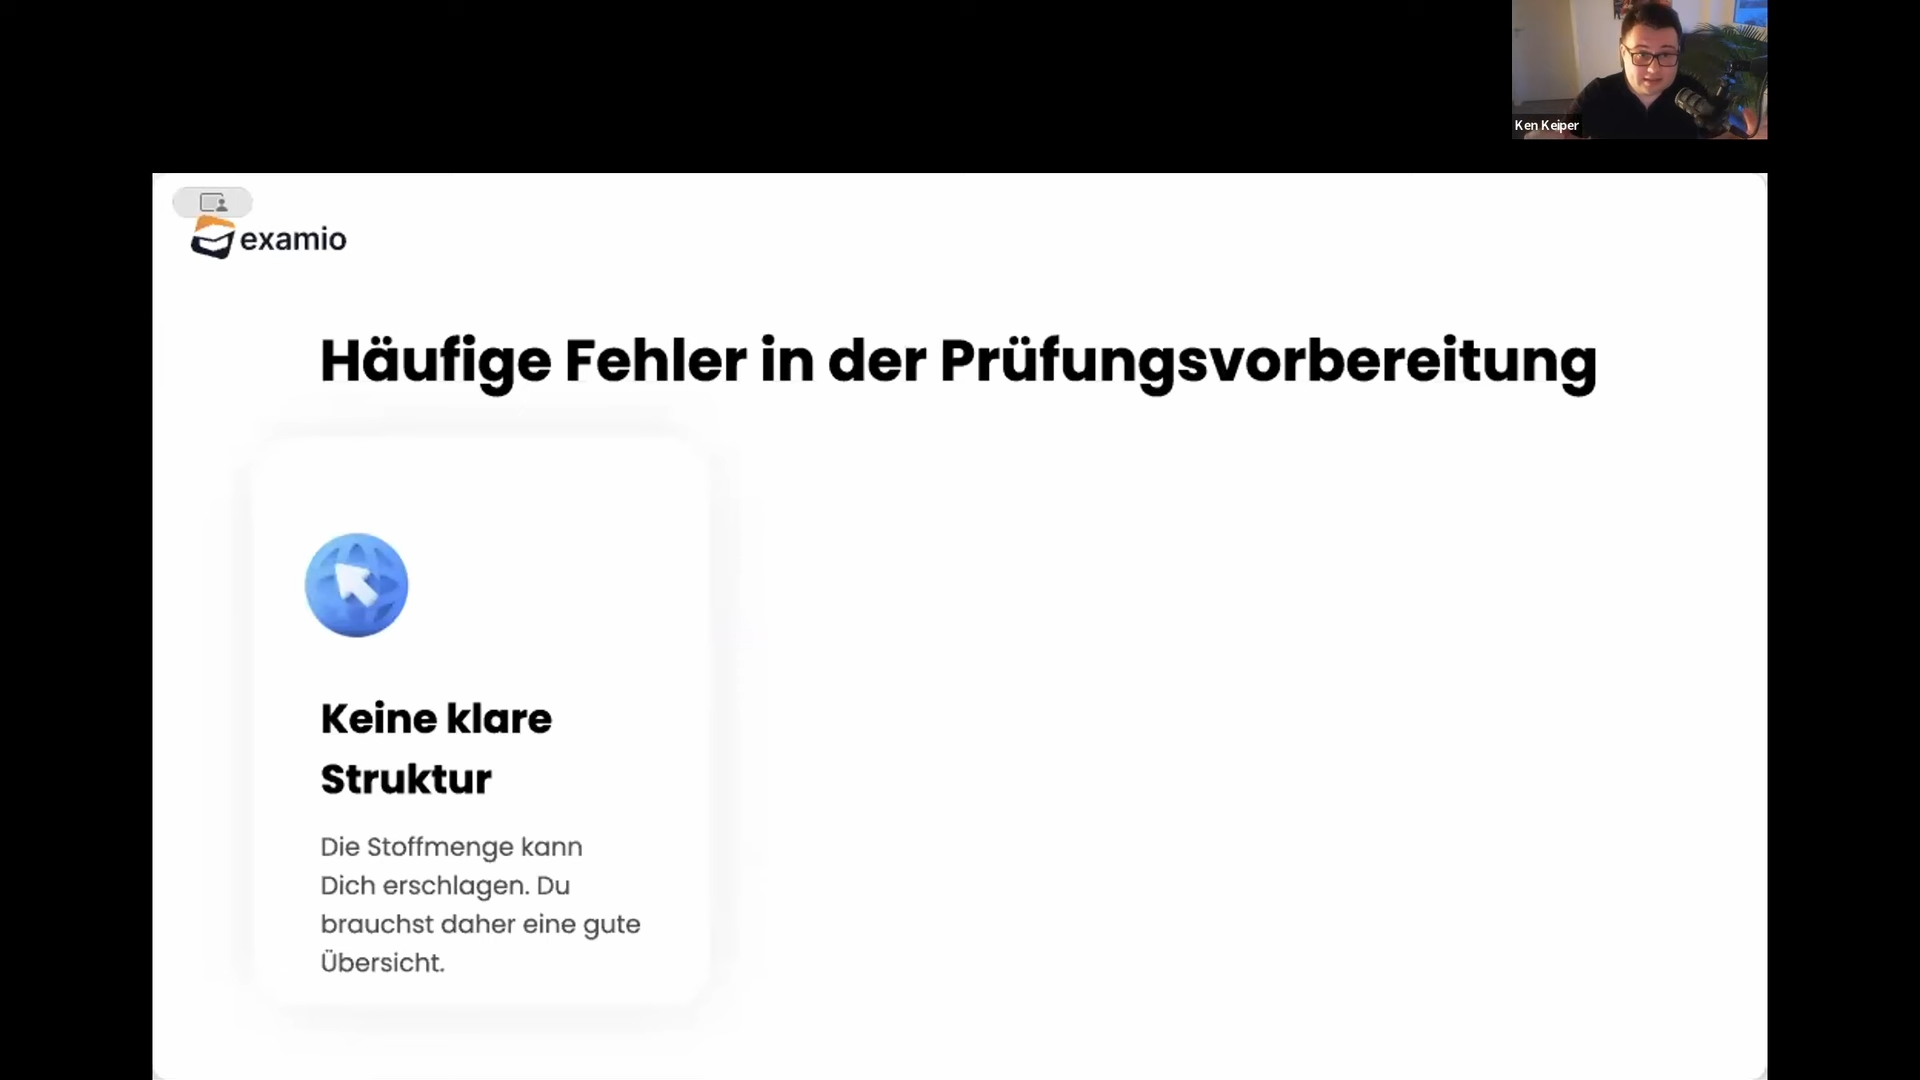 Ken Keiper
examio
Häufige Fehler in der Prüfungsvorbereitung
Keine klare
Struktur
Die Stoffmenge kann
Dich erschlagen. Du
brauchst daher eine gute
Übersicht.